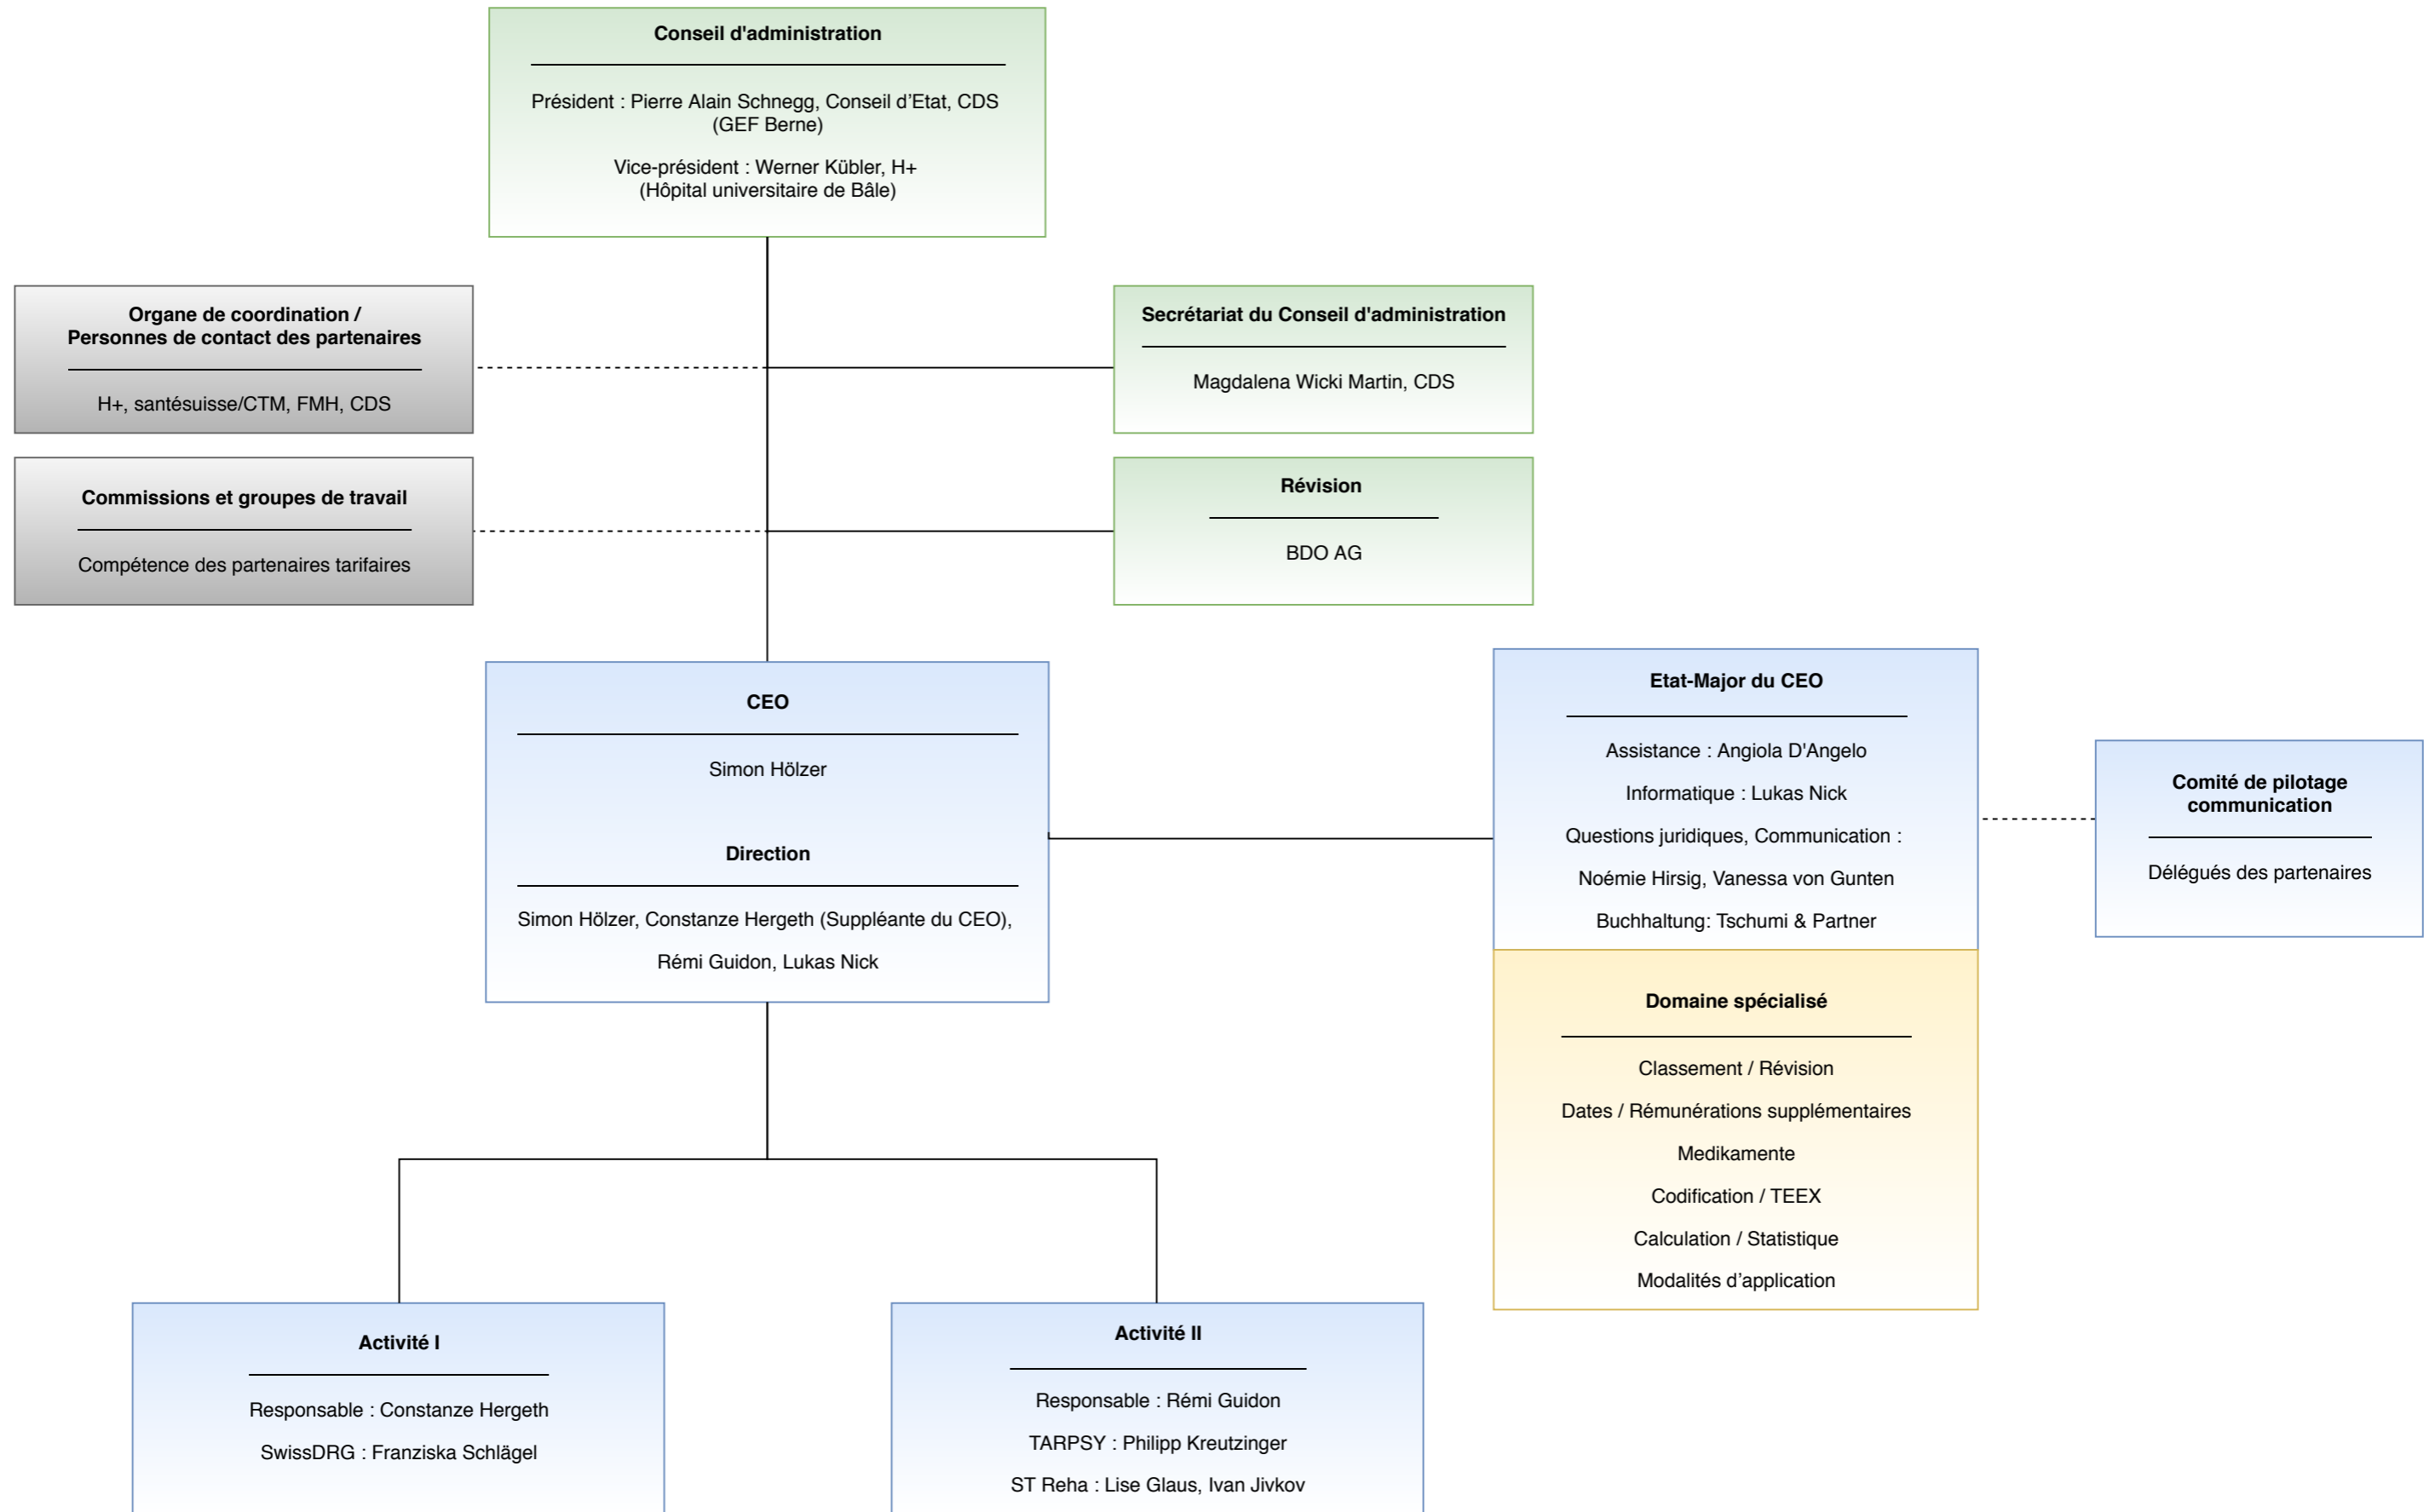 Conseil d'administration
Président : Pierre Alain Schnegg, Conseil d’Etat, CDS
(GEF Berne)
Vice-président : Werner Kübler, H+
(Hôpital universitaire de Bâle)
Organe de coordination /
Personnes de contact des partenaires
H+, santésuisse/CTM, FMH, CDS
Secrétariat du Conseil d'administration
Magdalena Wicki Martin, CDS
Commissions et groupes de travail
Compétence des partenaires tarifaires
Révision
BDO AG
CEO
Simon Hölzer
Direction
Simon Hölzer, Constanze Hergeth (Suppléante du CEO),
Rémi Guidon, Lukas Nick
Etat-Major du CEO
Assistance : Angiola D'Angelo
Informatique : Lukas Nick
Questions juridiques, Communication :
Noémie Hirsig, Vanessa von Gunten
Buchhaltung: Tschumi & Partner
Comité de pilotage
communication
Délégués des partenaires
Domaine spécialisé
Classement / Révision
Dates / Rémunérations supplémentaires
Medikamente
Codification / TEEX
Calculation / Statistique
Modalités d’application
Activité I
Responsable : Constanze Hergeth
SwissDRG : Franziska Schlägel
Activité II
Responsable : Rémi Guidon
TARPSY : Philipp Kreutzinger
ST Reha : Lise Glaus, Ivan Jivkov